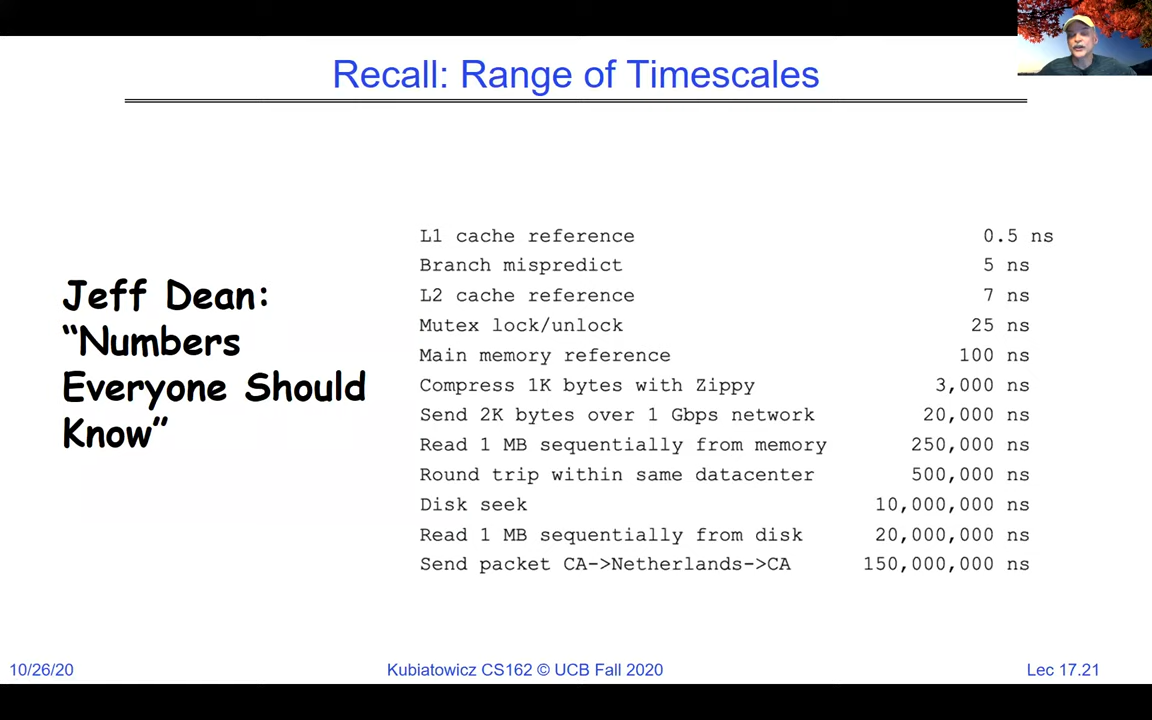 Recall: Range of Timescales
Jeff Dean:
“Numbers
Everyone Should
Know”
L1 cache reference 0.5 ns
Branch mispredict 5 ns
L2 cache reference 7 ns
Mutex lock/unlock 25 ns
Main memory reference 100 ns
Compress 1K bytes with Zippy 3,000 ns
Send 2K bytes over 1 Gbps network 20,000 ns
Read 1 MB sequentially from memory 250,000 ns
Round trip within same datacenter 500,000 ns
Disk seek 10,000,000 ns
Read 1 MB sequentially from disk 20,000,000 ns
Send packet CA->Netherlands->CA 150,000,000 ns
10/26/20 Kubiatowicz CS162 © UCB Fall 2020 Lec 17.21